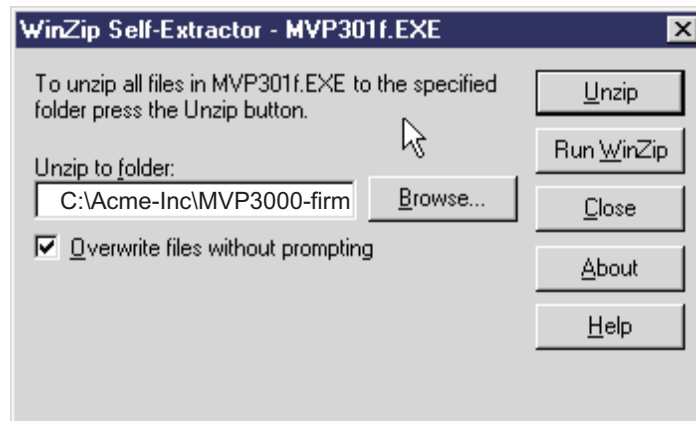 WinZip Self-Extractor - MVP301f.EXE
To unzip all files in MVP301f.EXE to the specified
folder press the Unzip button.
Unzip to folder:
C:\Acme-Inc\MVP3000-firm
Browse...
Overwrite files without prompting
Unzip
Run WinZip
Close
About
Help